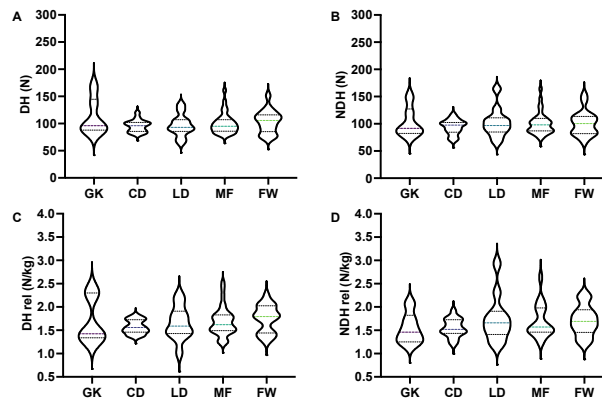 A
DH (N)
300
250
200
150
100
50
0
GK CD LD MF FW
B
NDH (N)
300
250
200
150
100
50
0
GK CD LD MF FW
C
DH rel (N/kg)
4.0
3.5
3.0
2.5
2.0
1.5
1.0
0.5
GK CD LD MF FW
D
NDH rel (N/kg)
4.0
3.5
3.0
2.5
2.0
1.5
1.0
0.5
GK CD LD MF FW